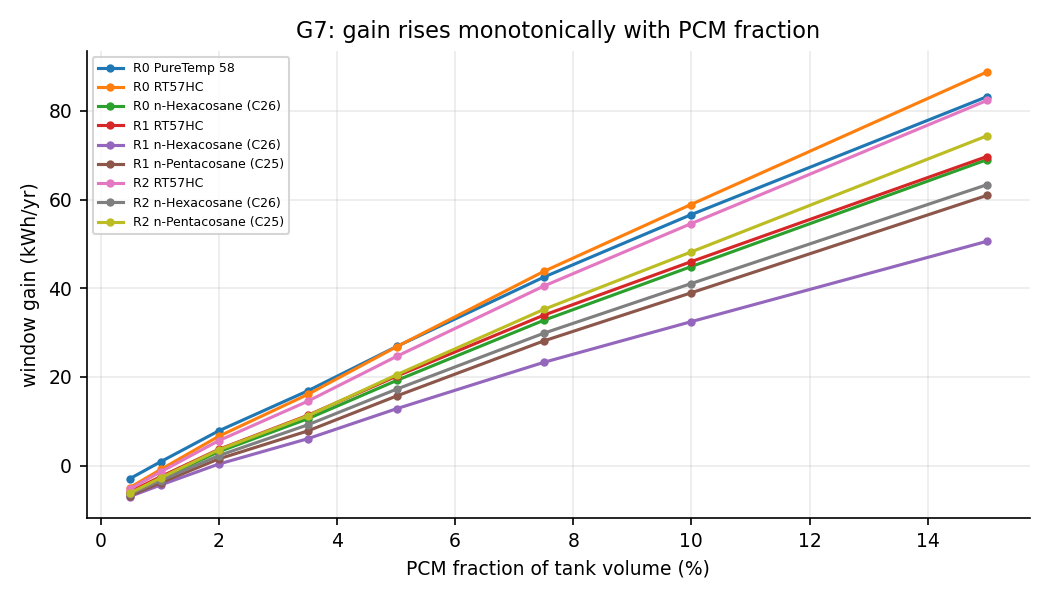 G7: gain rises monotonically with PCM fraction
R0 PureTemp 58
R0 RT57HC
R0 n-Hexacosane (C26)
R1 RT57HC
R1 n-Hexacosane (C26)
R1 n-Pentacosane (C25)
R2 RT57HC
R2 n-Hexacosane (C26)
R2 n-Pentacosane (C25)
window gain (kWh/yr)
80
60
40
20
0
0 2 4 6 8 10 12 14
PCM fraction of tank volume (%)